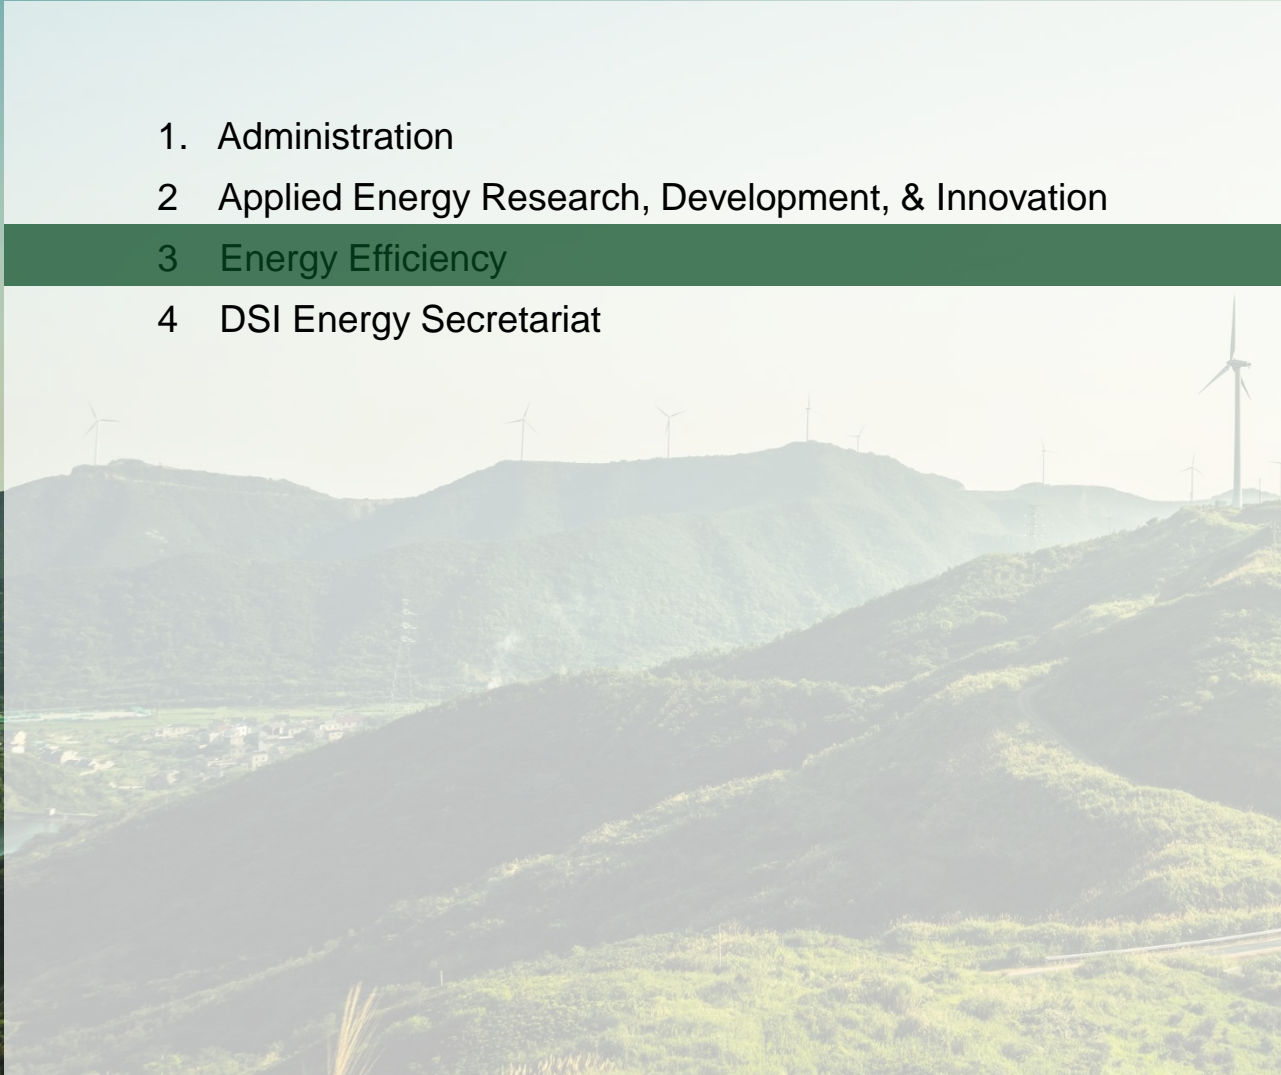 1. Administration
2 Applied Energy Research, Development, & Innovation
3 Energy Efficiency
4 DSI Energy Secretariat